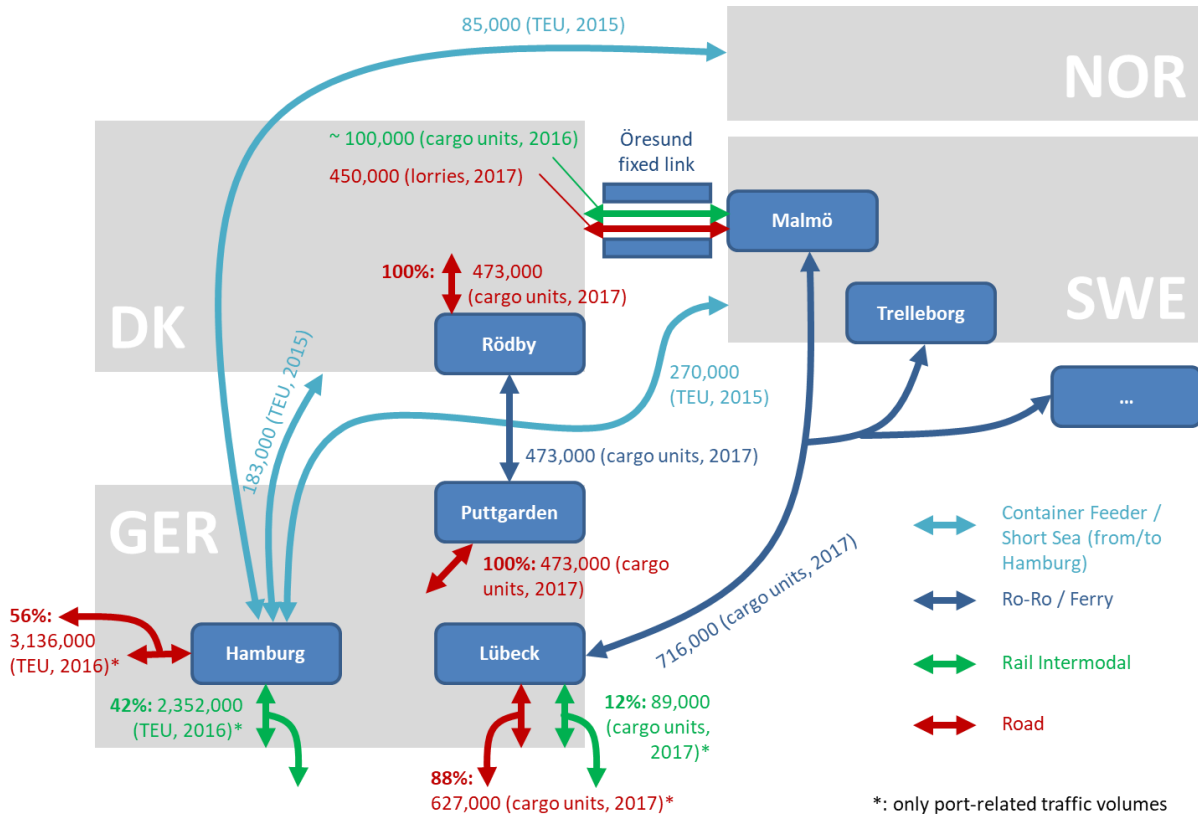 85,000 (TEU, 2015)
NOR
~ 100,000 (cargo units, 2016)
450,000 (lorries, 2017)
Öresund
fixed link
Malmö
100%: 473,000
(cargo units, 2017)
DK
SWE
Trelleborg
Rödby
183,000 (TEU, 2015)
270,000
(TEU, 2015)
...
473,000 (cargo units, 2017)
GER
Puttgarden
100%: 473,000 (cargo
units, 2017)
716,000 (cargo units, 2017)
Container Feeder /
Short Sea (from/to
Hamburg)
Ro-Ro / Ferry
56%:
3,136,000
(TEU, 2016)*
Hamburg
Lübeck
Rail Intermodal
42%: 2,352,000
(TEU, 2016)*
12%: 89,000
(cargo units,
2017)*
Road
88%:
627,000 (cargo units, 2017)*
*: only port-related traffic volumes